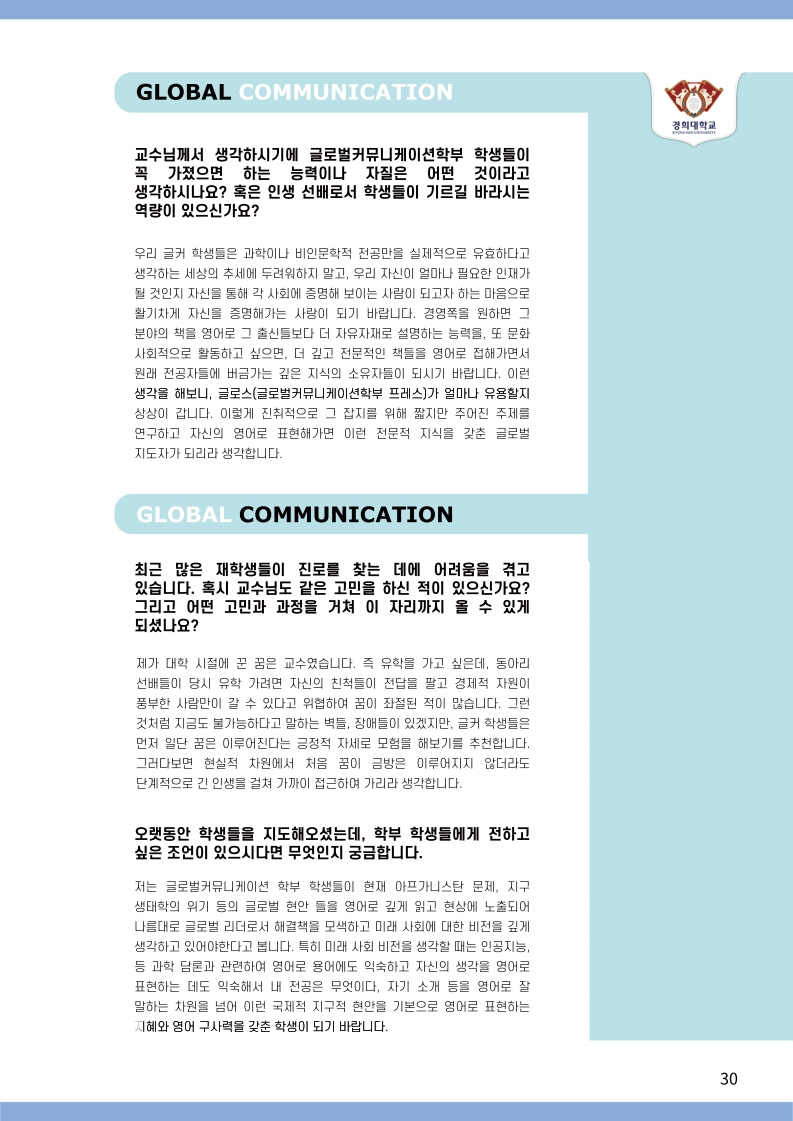 GLOBAL COMMUNICATION
경희대학교
KYUNG HEE UNIVERSITY
교수님께서 생각하시기에 글로벌커뮤니케이션학부 학생들이
꼭 가졌으면 하는 능력이나 자질은 어떤 것이라고
생각하시나요? 혹은 인생 선배로서 학생들이 기르길 바라시는
역량이 있으신가요?
우리 글커 학생들은 과학이나 비인문학적 전공만을 실제적으로 유효하다고
생각하는 세상의 추세에 두려워하지 말고, 우리 자신이 얼마나 필요한 인재가
될 것인지 자신을 통해 각 사회에 증명해 보이는 사람이 되고자 하는 마음으로
활기차게 자신을 증명해가는 사랑이 되기 바랍니다. 경영쪽을 원하면 그
분야의 책을 영어로 그 출신들보다 더 자유자재로 설명하는 능력을, 또 문화
사회적으로 활동하고 싶으면, 더 깊고 전문적인 책들을 영어로 접해가면서
원래 전공자들에 버금가는 깊은 지식의 소유자들이 되시기 바랍니다. 이런
생각을 해보니, 글로스(글로벌커뮤니케이션학부 프레스)가 얼마나 유용할지
상상이 갑니다. 이렇게 진취적으로 그 잡지를 위해 짧지만 주어진 주제를
연구하고 자신의 영어로 표현해가면 이런 전문적 지식을 갖춘 글로벌
지도자가 되리라 생각합니다.
GLOBAL COMMUNICATION
최근 많은 재학생들이 진로를 찾는 데에 어려움을 겪고
있습니다. 혹시 교수님도 같은 고민을 하신 적이 있으신가요?
그리고 어떤 고민과 과정을 거쳐 이 자리까지 올 수 있게
되셨나요?
제가 대학 시절에 꾼 꿈은 교수였습니다. 즉 유학을 가고 싶은데, 동아리
선배들이 당시 유학 가려면 자신의 친척들이 전답을 팔고 경제적 자원이
풍부한 사람만이 갈 수 있다고 위협하여 꿈이 좌절된 적이 많습니다. 그런
것처럼 지금도 불가능하다고 말하는 벽들, 장애들이 있겠지만, 글커 학생들은
먼저 일단 꿈은 이루어진다는 긍정적 자세로 모험을 해보기를 추천합니다.
그러다보면 현실적 차원에서 처음 꿈이 금방은 이루어지지 않더라도
단계적으로 긴 인생을 걸쳐 가까이 접근하여 가리라 생각합니다.
오랫동안 학생들을 지도해오셨는데, 학부 학생들에게 전하고
싶은 조언이 있으시다면 무엇인지 궁금합니다.
저는 글로벌커뮤니케이션 학부 학생들이 현재 아프가니스탄 문제, 지구
생태학의 위기 등의 글로벌 현안 들을 영어로 깊게 읽고 현상에 노출되어
나름대로 글로벌 리더로서 해결책을 모색하고 미래 사회에 대한 비전을 깊게
생각하고 있어야한다고 봅니다. 특히 미래 사회 비전을 생각할 때는 인공지능,
등 과학 담론과 관련하여 영어로 용어에도 익숙하고 자신의 생각을 영어로
표현하는 데도 익숙해서 내 전공은 무엇이다, 자기 소개 등을 영어로 잘
말하는 차원을 넘어 이런 국제적 지구적 현안을 기본으로 영어로 표현하는
지혜와 영어 구사력을 갖춘 학생이 되기 바랍니다.
30